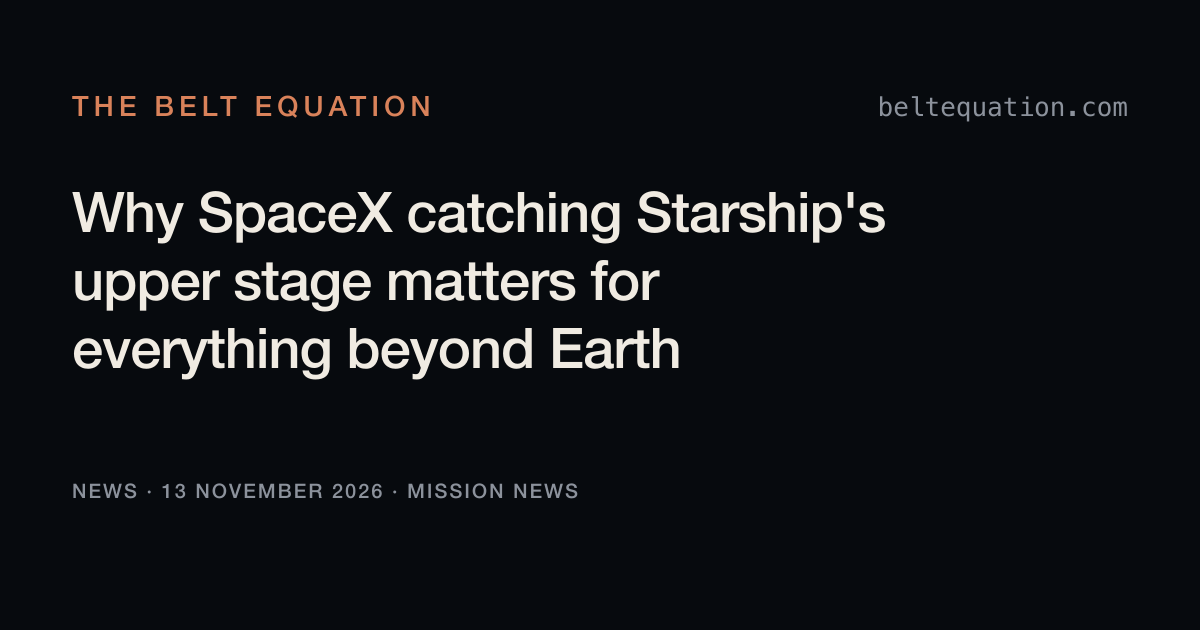 THE BELT EQUATION
beltequation.com
Why SpaceX catching Starship's
upper stage matters for
everything beyond Earth
NEWS · 13 NOVEMBER 2026 · MISSION NEWS